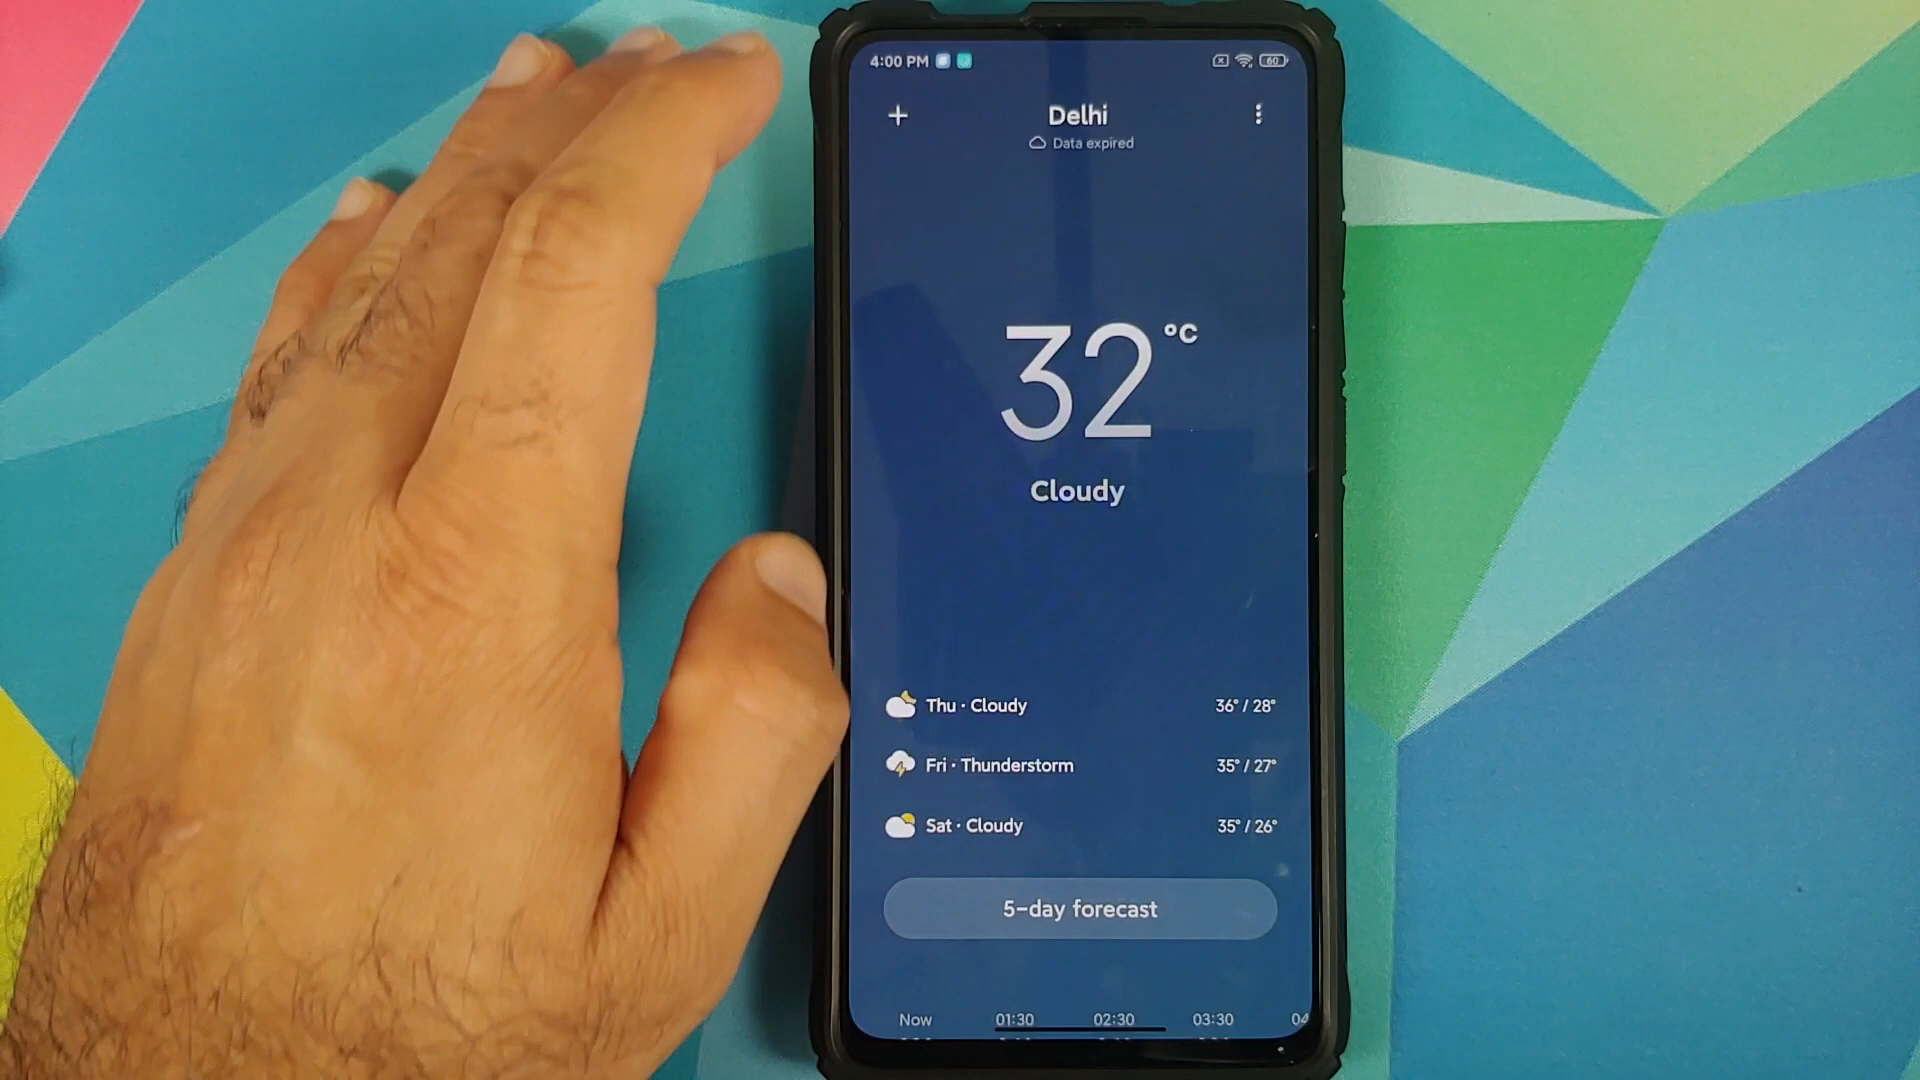 4:00 PM 60
Delhi
Data expired
32°C
Cloudy
Thu · Cloudy 36° / 28°
Fri · Thunderstorm 35° / 27°
Sat · Cloudy 35° / 26°
5-day forecast
Now 01:30 02:30 03:30